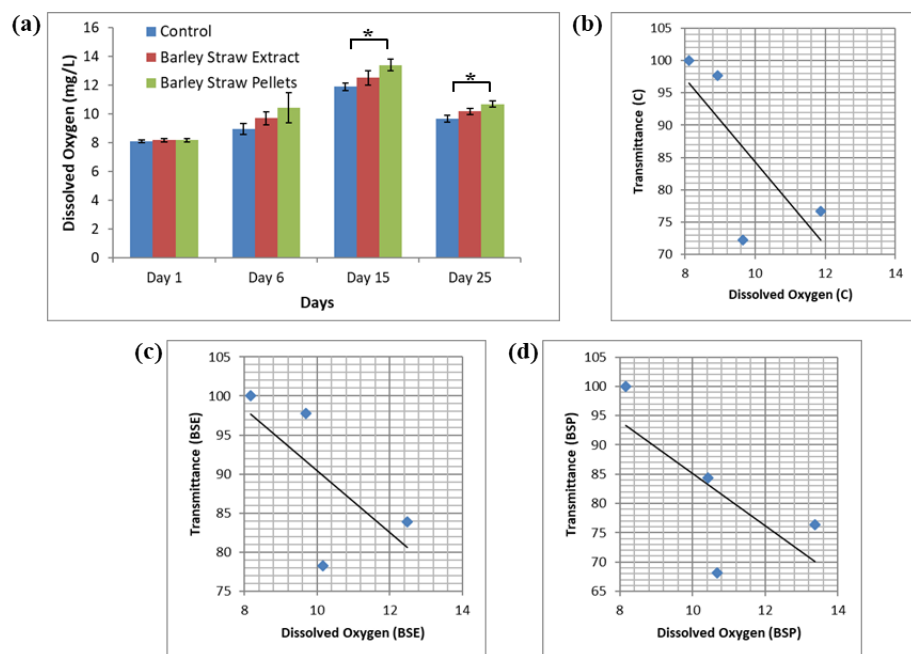 (a)
Dissolved Oxygen (mg/L)
16
14
12
10
8
6
4
2
0
Control
Barley Straw Extract
Barley Straw Pellets
*
*
Day 1
Day 6
Day 15
Day 25
Days
(b)
Transmittance (C)
105
100
95
90
85
80
75
70
8
10
12
14
Dissolved Oxygen (C)
(c)
Transmittance (BSE)
105
100
95
90
85
80
75
8
10
12
14
Dissolved Oxygen (BSE)
(d)
Transmittance (BSP)
105
100
95
90
85
80
75
70
65
8
10
12
14
Dissolved Oxygen (BSP)